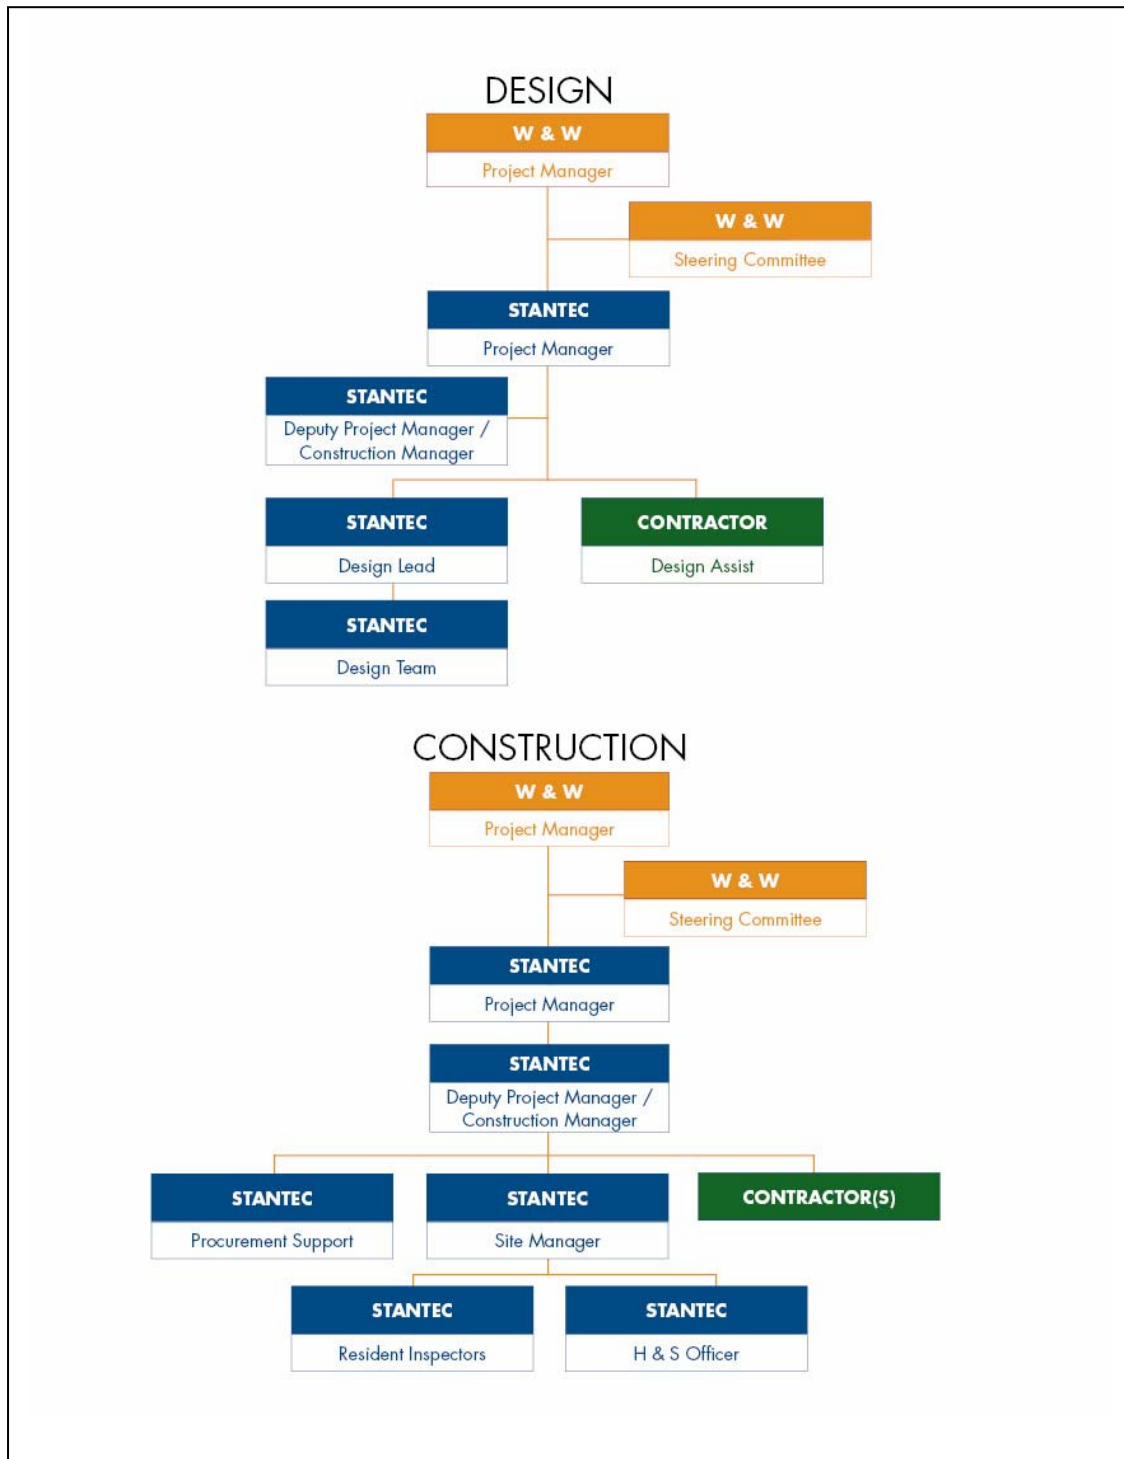 DESIGN
W & W
Project Manager
W & W
Steering Committee
STANTEC
Project Manager
STANTEC
Deputy Project Manager /
Construction Manager
STANTEC
Design Lead
CONTRACTOR
Design Assist
STANTEC
Design Team
CONSTRUCTION
W & W
Project Manager
W & W
Steering Committee
STANTEC
Project Manager
STANTEC
Deputy Project Manager /
Construction Manager
STANTEC
Procurement Support
STANTEC
Site Manager
CONTRACTOR(S)
STANTEC
Resident Inspectors
STANTEC
H & S Officer